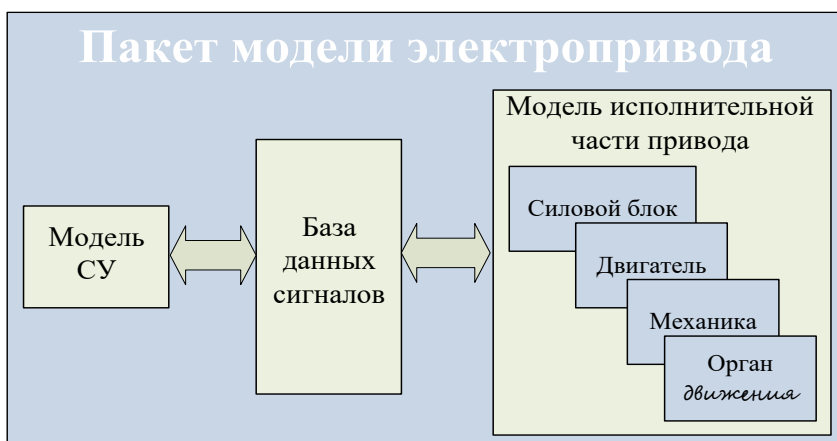 Пакет модели электропривода
Модель
СУ
База
данных
сигналов
Модель исполнительной
части привода
Силовой блок
Двигатель
Механика
Орган
движения